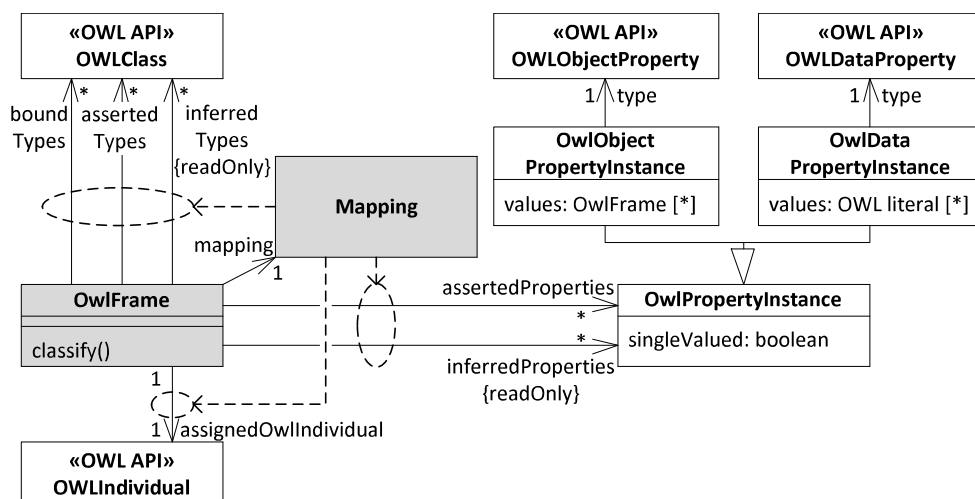 «OWL API»
OWLClass
«OWL API»
OWLObjectProperty
«OWL API»
OWLDataProperty
* * *
bound
Types
asserted
Types
inferred
Types
{readOnly}
1 type
1 type
OwlObject
PropertyInstance
values: OwlFrame [*]
OwlData
PropertyInstance
values: OWL literal [*]
Mapping
mapping
1
OwlFrame
classify()
assertedProperties
*
*
inferredProperties
{readOnly}
OwlPropertyInstance
singleValued: boolean
1
1 assignedOwlIndividual
«OWL API»
OWLIndividual